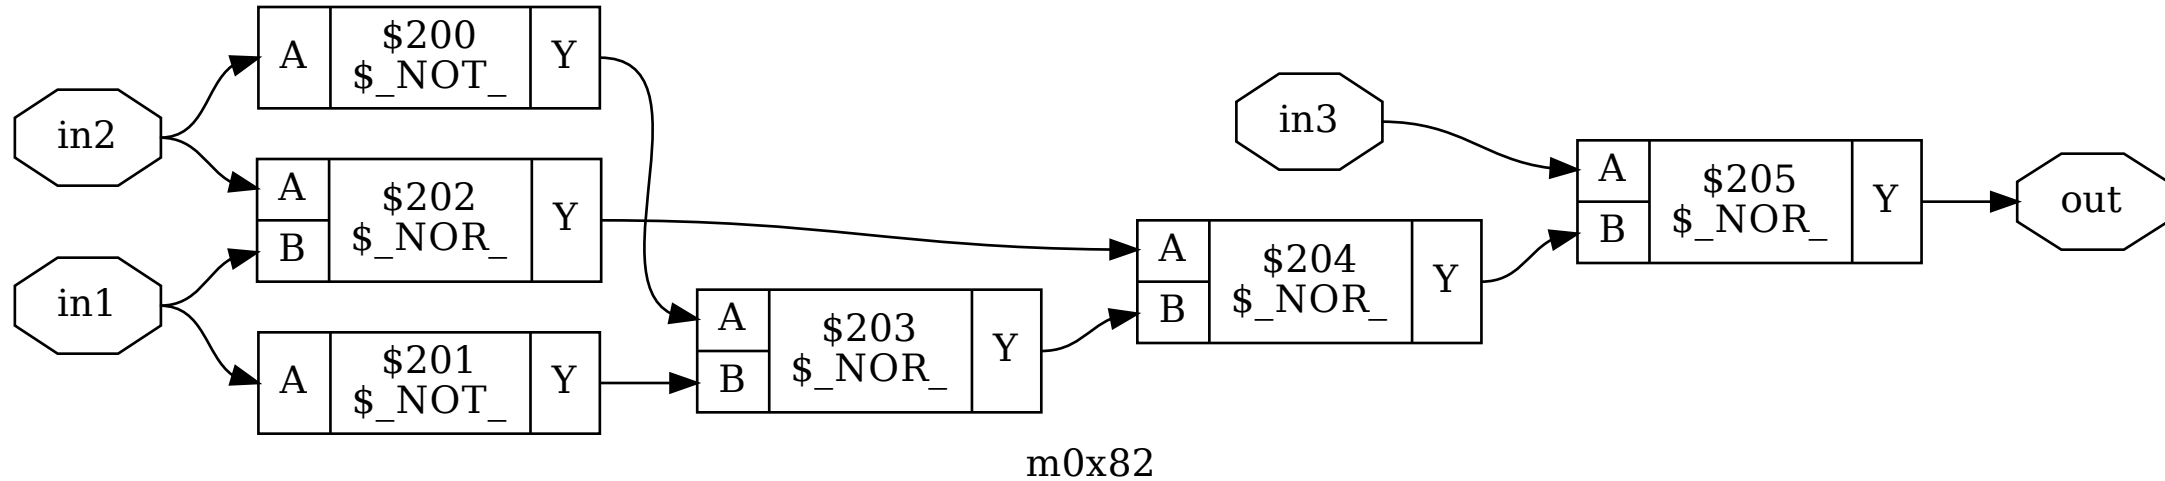 in2
in1
A
$200
$_NOT_
Y
A
B
$202
$_NOR_
Y
A
$201
$_NOT_
Y
A
B
$203
$_NOR_
Y
A
B
$204
$_NOR_
Y
in3
A
B
$205
$_NOR_
Y
out
m0x82